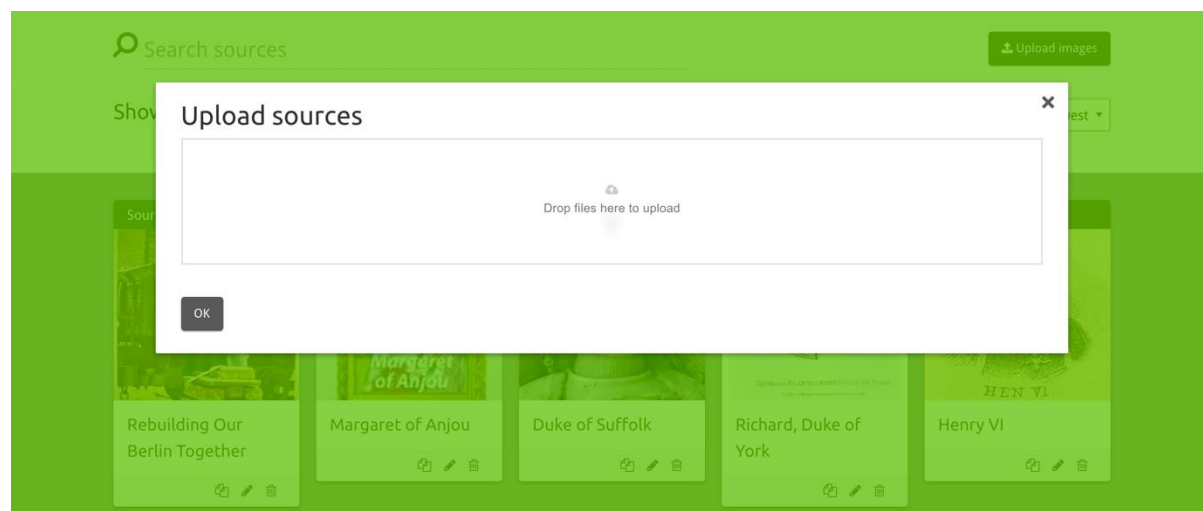 Search sources
Upload images
Show
Upload sources
Drop files here to upload
OK
Margaret
of Anjou
HEN VI
Rebuilding Our
Berlin Together
Margaret of Anjou
Duke of Suffolk
Richard, Duke of
York
Henry VI